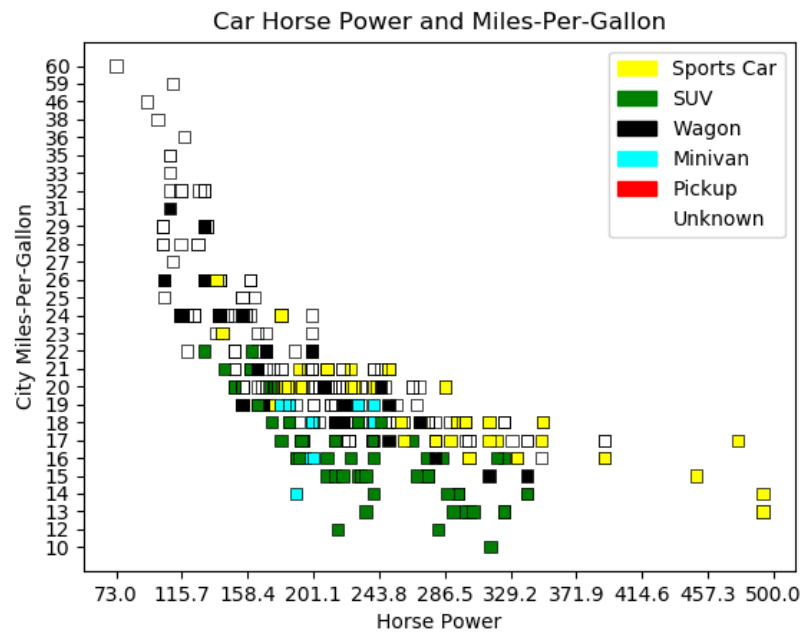 Car Horse Power and Miles-Per-Gallon
Sports Car
SUV
Wagon
Minivan
Pickup
Unknown
City Miles-Per-Gallon
60
59
46
38
36
35
33
32
31
29
28
27
26
25
24
23
22
21
20
19
18
17
16
15
14
13
12
10
73.0 115.7 158.4 201.1 243.8 286.5 329.2 371.9 414.6 457.3 500.0
Horse Power